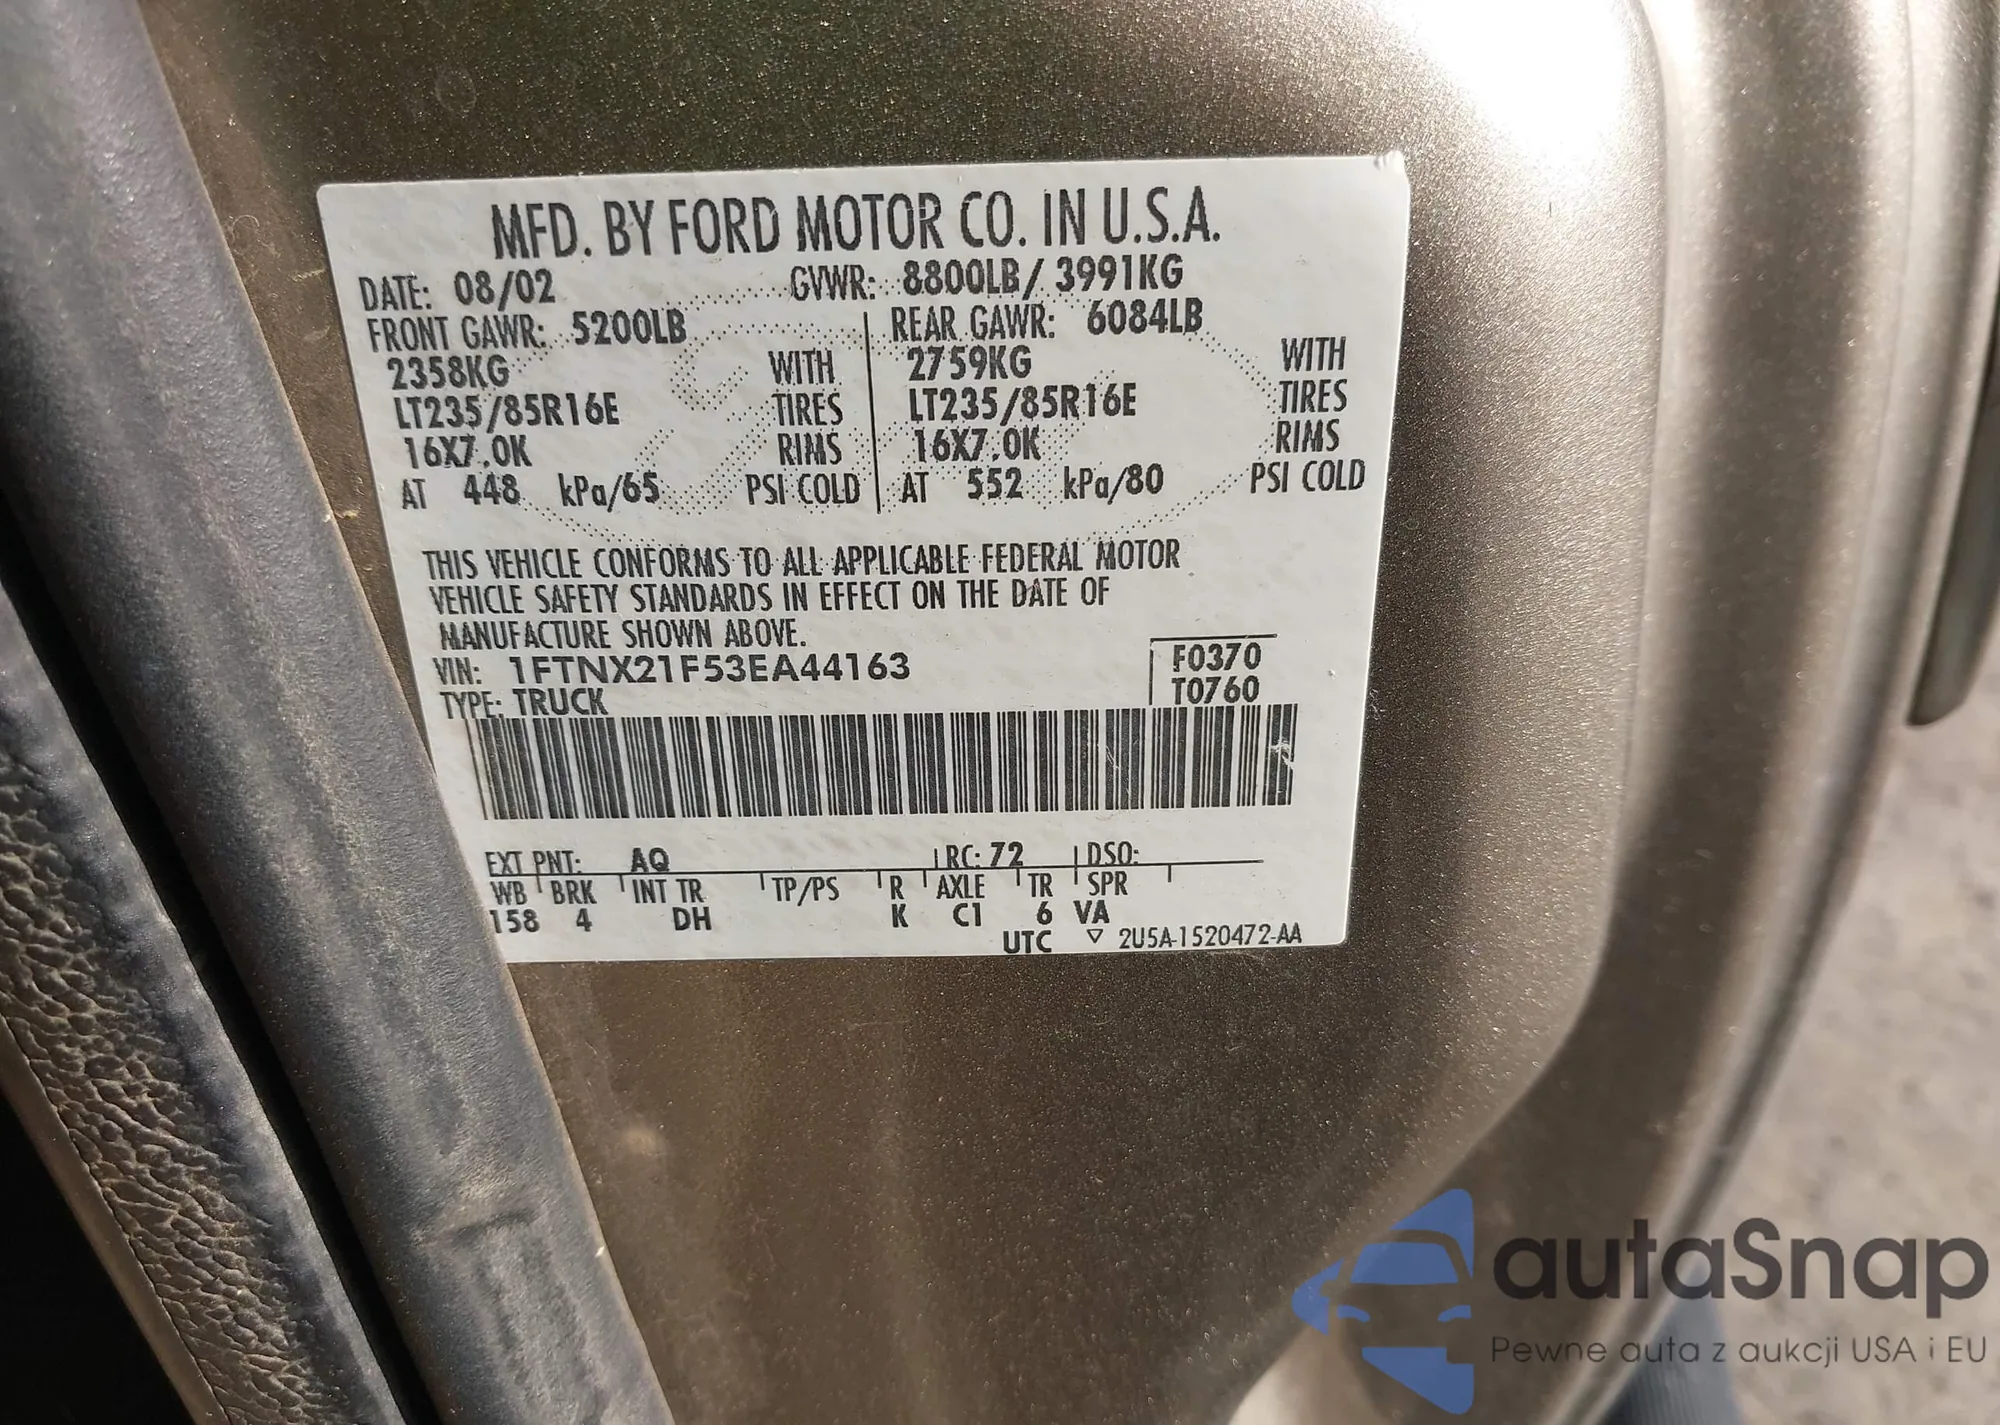 MFD. BY FORD MOTOR CO. IN U.S.A.
DATE: 08/02 GVWR: 8800LB/ 3991KG
FRONT GAWR: 5200LB REAR GAWR: 6084LB
2358KG WITH 2759KG WITH
LT235/85R16E TIRES LT235/85R16E TIRES
16X7.0K RIMS 16X7.0K RIMS
AT 448 kPa/65 PSI COLD AT 552 kPa/80 PSI COLD
THIS VEHICLE CONFORMS TO ALL APPLICABLE FEDERAL MOTOR
VEHICLE SAFETY STANDARDS IN EFFECT ON THE DATE OF
MANUFACTURE SHOWN ABOVE.
VIN: 1FTNX21F53EA44163 F0370
TYPE: TRUCK T0760
EXT PNT: AQ RC: 72 DSO:
WB BRK INT TR TP/PS R AXLE TR SPR
158 4 DH K C1 6 VA
UTC ▽ 2U5A-1520472-AA
autaSnap
Pewne auta z aukcji USA i EU